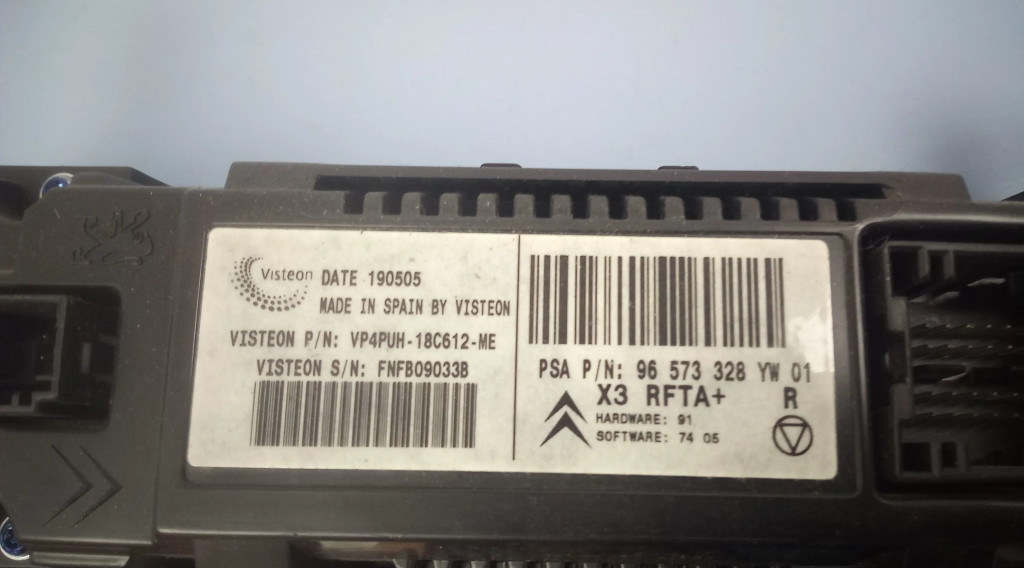 Visteon
DATE 190505
MADE IN SPAIN BY VISTEON
VISTEON P/N: VP4PUH-18C612-ME
VISTEON S/N: FNFBO9033B
PSA P/N: 96 573 328 YW 01
X3 RFTA+ R
HARDWARE: 91
SOFTWARE: 74 05